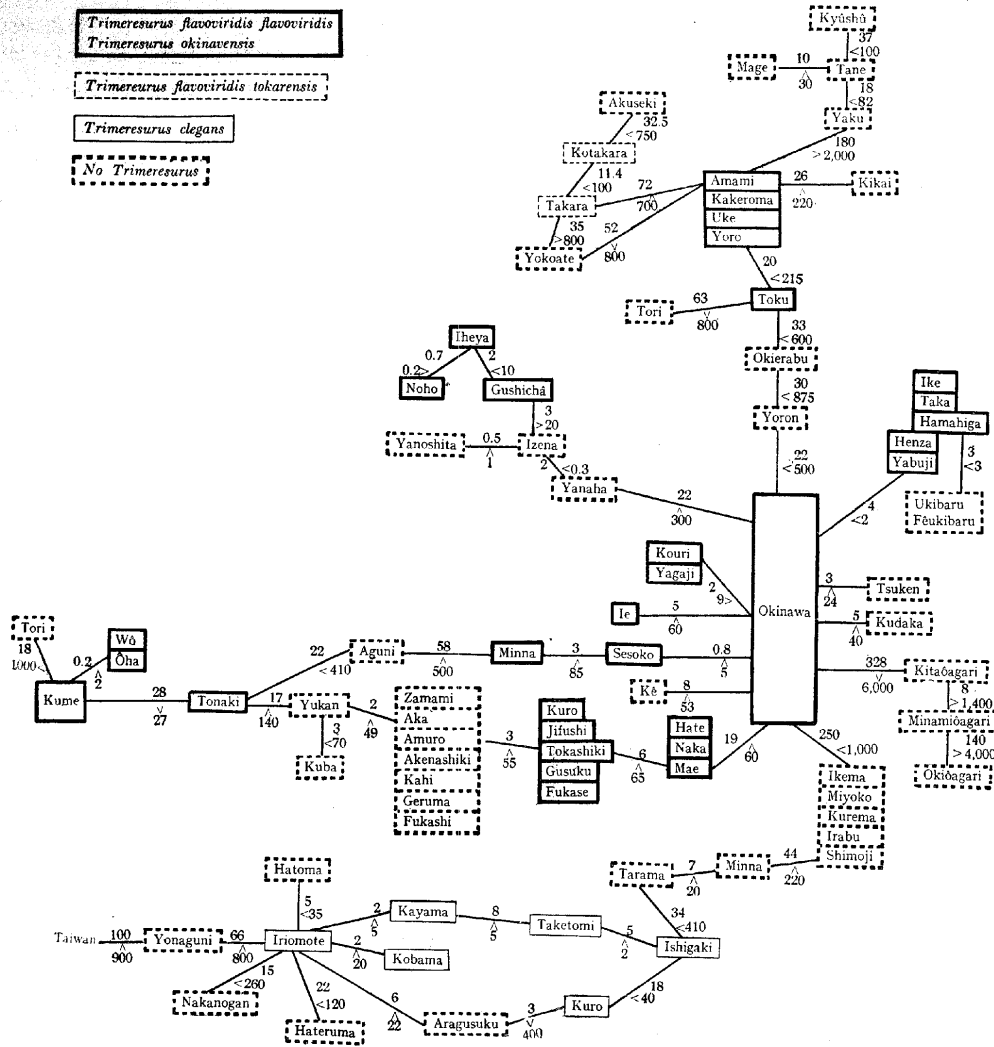 Trimeresurus flavoviridis flavoviridis
Trimeresurus okinavensis
Trimereurus flavoviridis tokarensis
Trimeresurus elegans
No Trimeresurus
Kyûshû
37
<100
Mage
10
^
30
Tane
18
<82
Yaku
180
>2,000
Akuseki
32.5
<750
Kotakara
11.4
<100
Takara
72
^
700
35
>800
52
v
800
Yokoate
Amami
Kakeroma
Uke
Yoro
26
^
220
Kikai
20
<215
Tori
63
v
800
Toku
33
<600
Okierabu
30
<875
Yoron
22
<500
Iheya
0.7
0.2>
2
<10
Noho
Gushichâ
3
>20
Yanoshita
0.5
^
1
Izena
2
<0.3
Yanaha
22
^
300
Ike
Taka
Hamahiga
Henza
Yabuji
3
<3
Ukibaru
Fêukibaru
4
<2
Kouri
Yagaji
2
9>
Ie
5
^
60
Okinawa
3
^
24
Tsuken
5
^
40
Kudaka
328
v
6,000
Kitaôagari
8
>1,400
Minamiôagari
140
>4,000
Okiôagari
Tori
18
1000<
Wô
Ôha
0.2
^
2
Kume
28
v
27
Tonaki
22
<410
Aguni
58
^
500
Minna
3
^
85
Sesoko
0.8
^
5
17
^
140
Yukan
2
^
49
3
<70
Kuba
Zamami
Aka
Amuro
Akenashiki
Kahi
Geruma
Fukashi
3
^
55
Kuro
Jifushi
Tokashiki
Gusuku
Fukase
6
^
65
Kê
8
^
53
Hate
Naka
Mae
19
^
60
250
<1,000
Ikema
Miyoko
Kurema
Irabu
Shimoji
44
^
220
Minna
7
^
20
Tarama
34
<410
Hatoma
5
<35
Kayama
2
^
5
8
^
5
Taketomi
5
^
2
Ishigaki
Taiwan
100
^
900
Yonaguni
66
^
800
Iriomote
2
^
20
Kobama
15
<260
Nakanogan
22
<120
Hateruma
6
^
22
Aragusuku
3
v
400
Kuro
18
<40